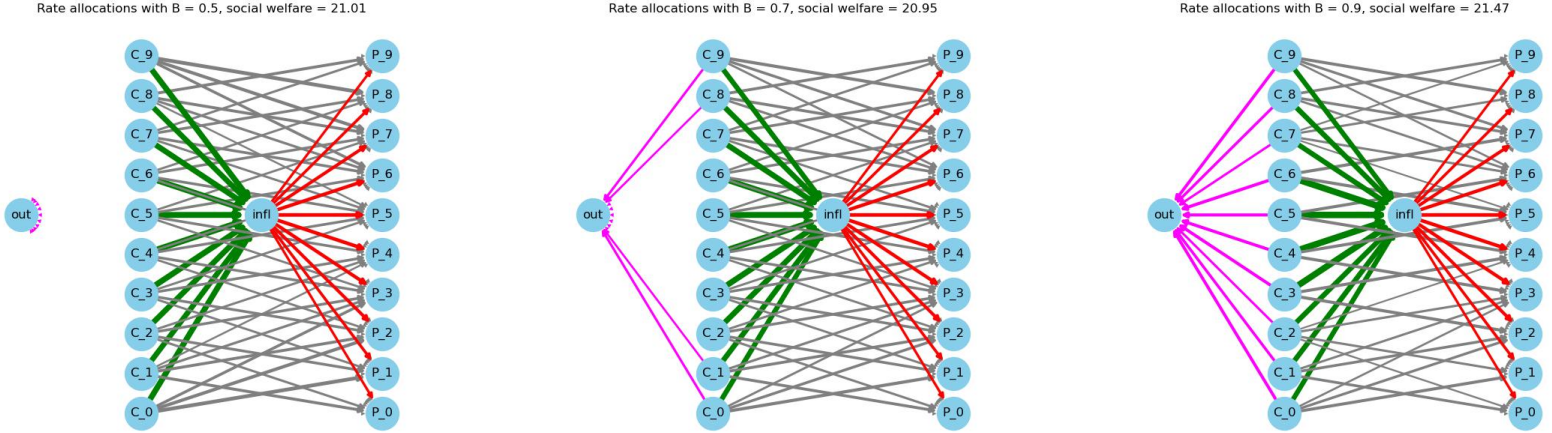 Rate allocations with B = 0.5, social welfare = 21.01
C_9
P_9
C_8
P_8
C_7
P_7
C_6
P_6
out
C_5
infl
P_5
C_4
P_4
C_3
P_3
C_2
P_2
C_1
P_1
C_0
P_0
Rate allocations with B = 0.7, social welfare = 20.95
C_9
P_9
C_8
P_8
C_7
P_7
C_6
P_6
out
C_5
infl
P_5
C_4
P_4
C_3
P_3
C_2
P_2
C_1
P_1
C_0
P_0
Rate allocations with B = 0.9, social welfare = 21.47
C_9
P_9
C_8
P_8
C_7
P_7
C_6
P_6
out
C_5
infl
P_5
C_4
P_4
C_3
P_3
C_2
P_2
C_1
P_1
C_0
P_0